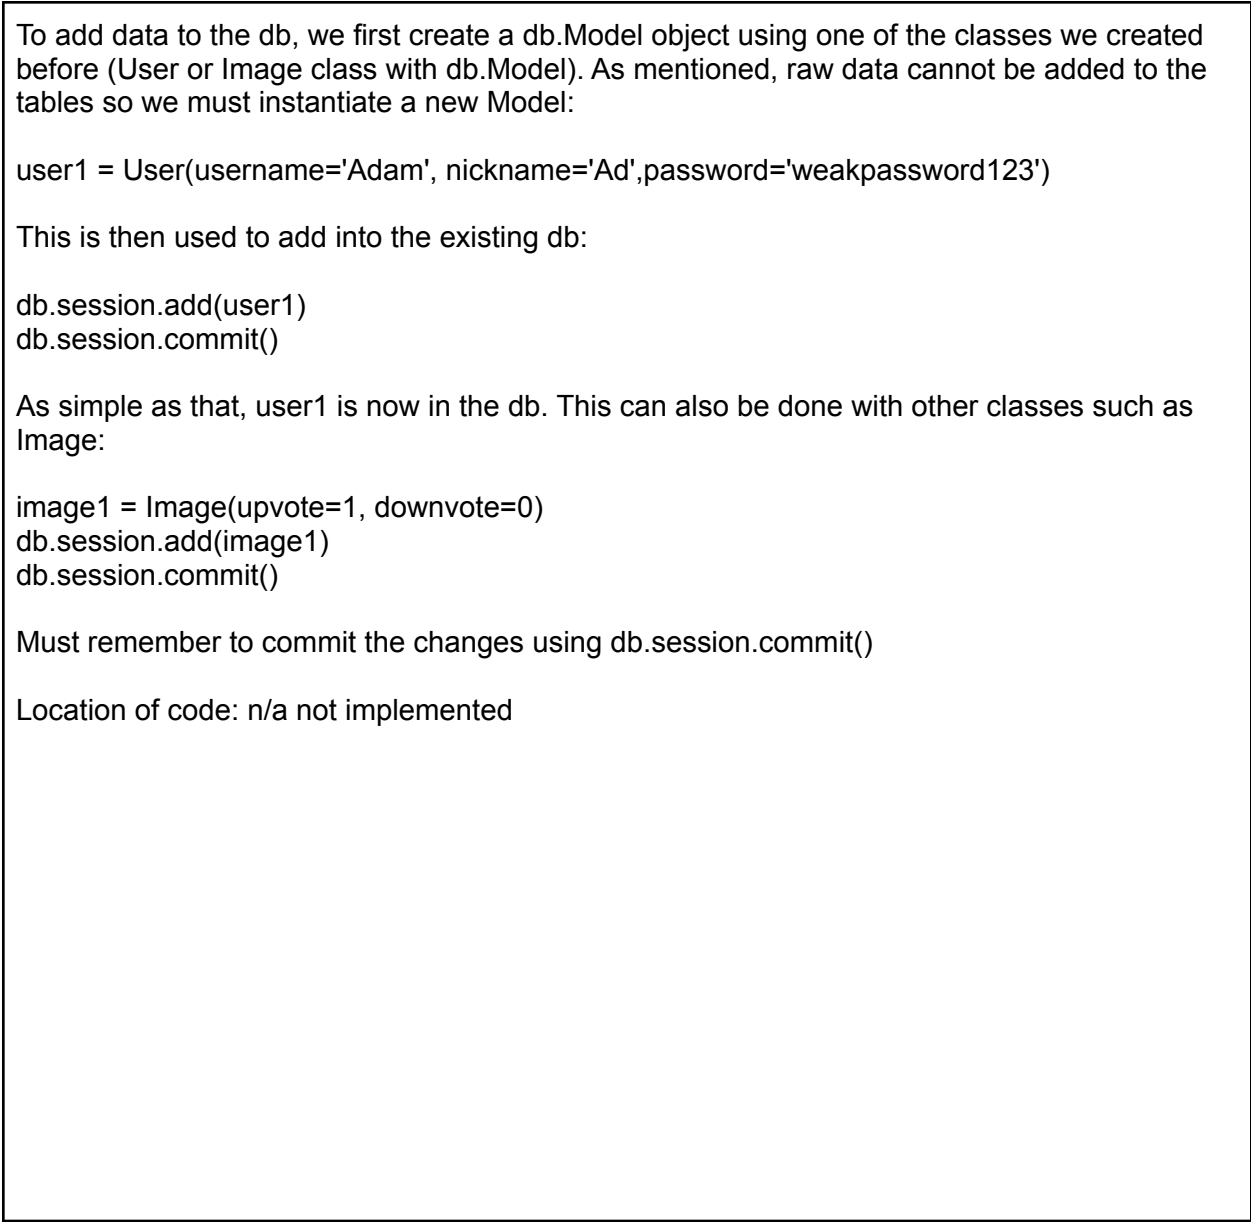 To add data to the db, we first create a db.Model object using one of the classes we created
before (User or Image class with db.Model). As mentioned, raw data cannot be added to the
tables so we must instantiate a new Model:
user1 = User(username='Adam', nickname='Ad',password='weakpassword123')
This is then used to add into the existing db:
db.session.add(user1)
db.session.commit()
As simple as that, user1 is now in the db. This can also be done with other classes such as
Image:
image1 = Image(upvote=1, downvote=0)
db.session.add(image1)
db.session.commit()
Must remember to commit the changes using db.session.commit()
Location of code: n/a not implemented